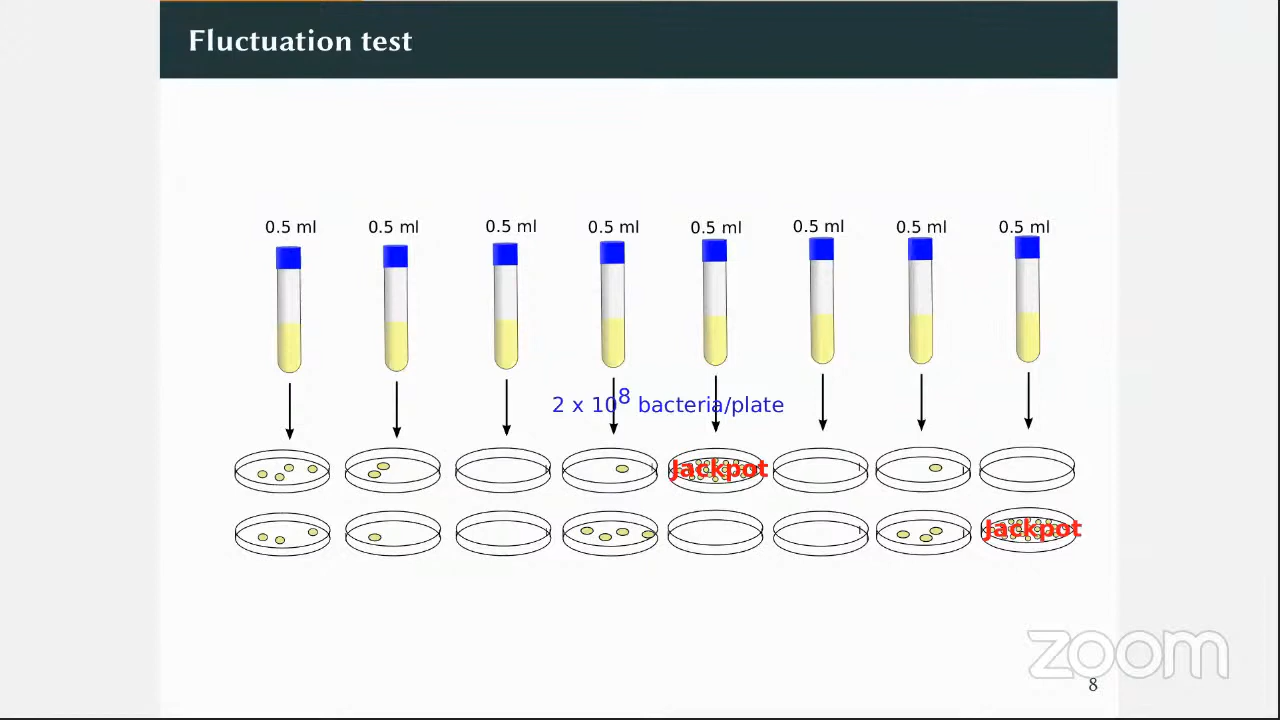 Fluctuation test
0.5 ml 0.5 ml 0.5 ml 0.5 ml 0.5 ml 0.5 ml 0.5 ml 0.5 ml
2 x 10⁸ bacteria/plate
Jackpot
Jackpot
zoom
8